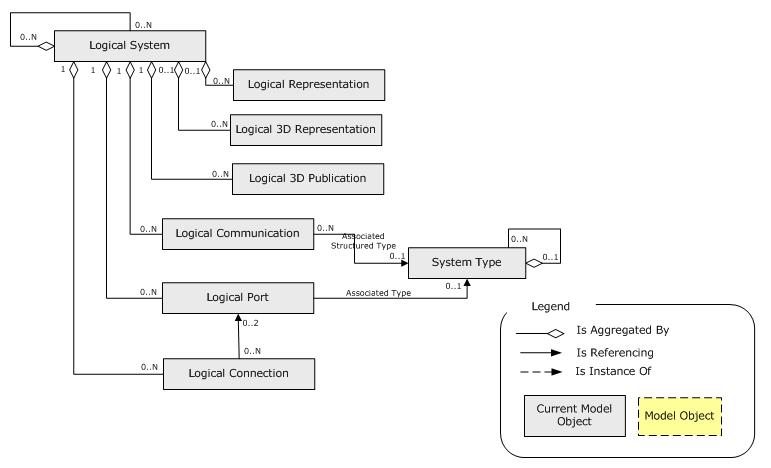 0..N
0..N
Logical System
1
1
1
1
0..1
0..1
0..N
Logical Representation
0..N
Logical 3D Representation
0..N
Logical 3D Publication
0..N
Logical Communication
0..N
Associated
Structured Type
0..1
System Type
0..N
0..1
0..N
Logical Port
Associated Type
0..1
0..2
0..N
0..N
Logical Connection
Legend
Is Aggregated By
Is Referencing
Is Instance Of
Current Model
Object
Model Object